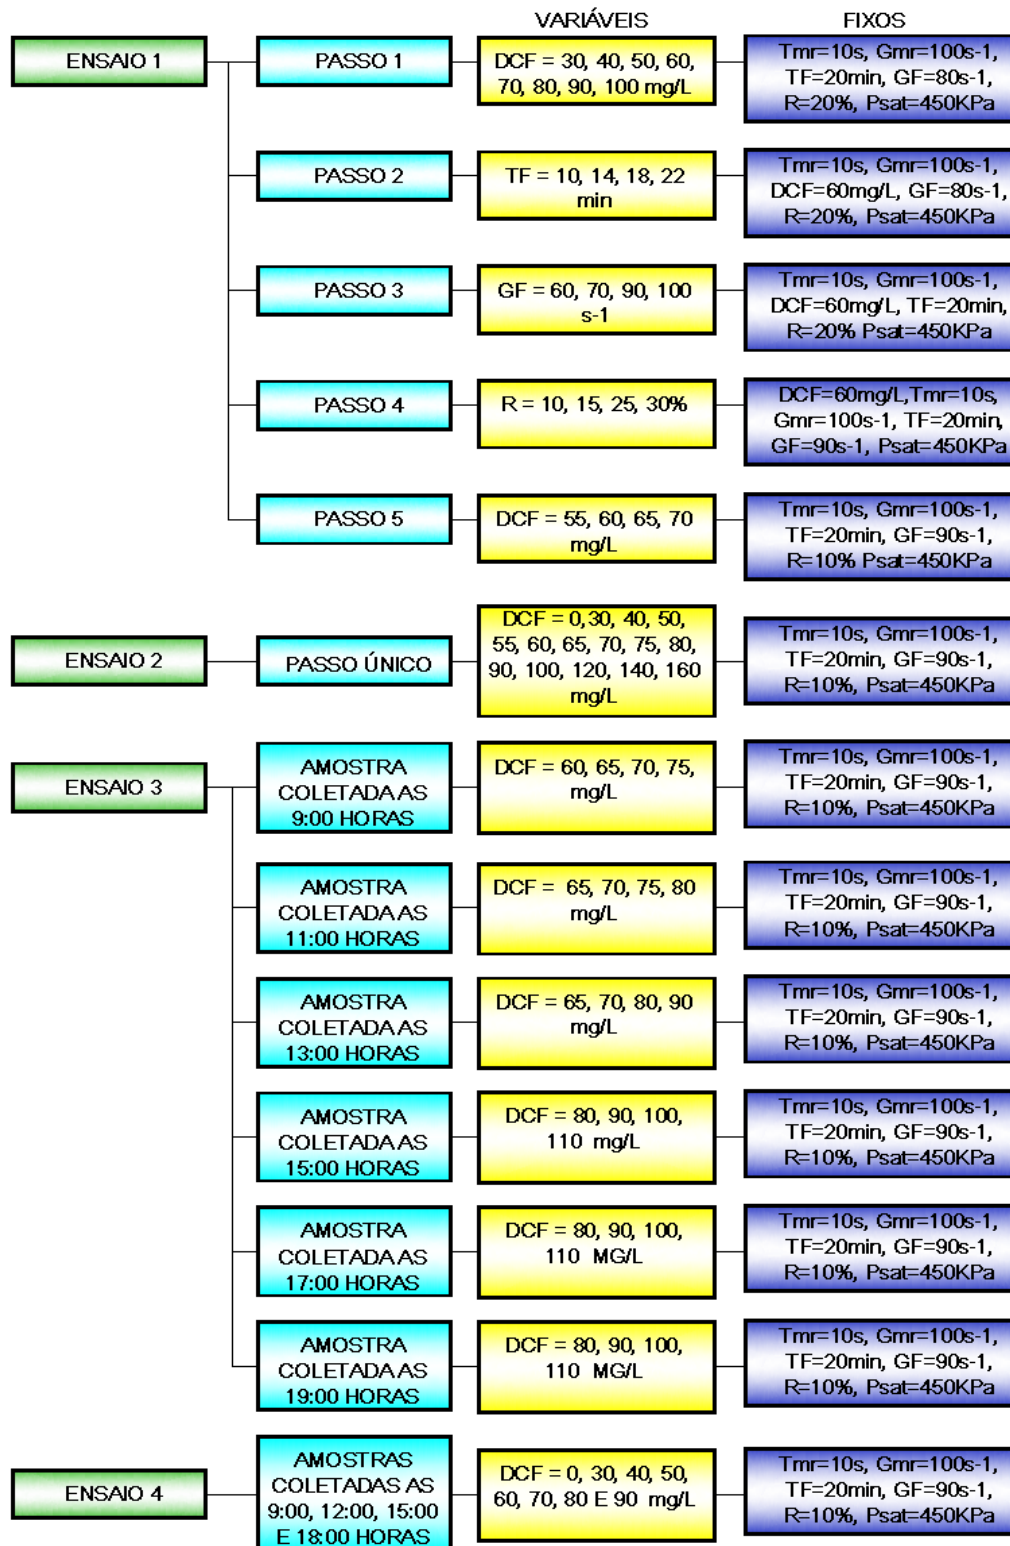 VARIÁVEIS
FIXOS
ENSAIO 1
PASSO 1
DCF = 30, 40, 50, 60,
70, 80, 90, 100 mg/L
Tmr=10s, Gmr=100s-1,
TF=20min, GF=80s-1,
R=20%, Psat=450KPa
PASSO 2
TF = 10, 14, 18, 22
min
Tmr=10s, Gmr=100s-1,
DCF=60mg/L, GF=80s-1,
R=20%, Psat=450KPa
PASSO 3
GF = 60, 70, 90, 100
s-1
Tmr=10s, Gmr=100s-1,
DCF=60mg/L, TF=20min,
R=20% Psat=450KPa
PASSO 4
R = 10, 15, 25, 30%
DCF=60mg/L,Tmr=10s,
Gmr=100s-1, TF=20min,
GF=90s-1, Psat=450KPa
PASSO 5
DCF = 55, 60, 65, 70
mg/L
Tmr=10s, Gmr=100s-1,
TF=20min, GF=90s-1,
R=10% Psat=450KPa
ENSAIO 2
PASSO ÚNICO
DCF = 0,30, 40, 50,
55, 60, 65, 70, 75, 80,
90, 100, 120, 140, 160
mg/L
Tmr=10s, Gmr=100s-1,
TF=20min, GF=90s-1,
R=10%, Psat=450KPa
ENSAIO 3
AMOSTRA
COLETADA AS
9:00 HORAS
DCF = 60, 65, 70, 75,
mg/L
Tmr=10s, Gmr=100s-1,
TF=20min, GF=90s-1,
R=10%, Psat=450KPa
AMOSTRA
COLETADA AS
11:00 HORAS
DCF = 65, 70, 75, 80
mg/L
Tmr=10s, Gmr=100s-1,
TF=20min, GF=90s-1,
R=10%, Psat=450KPa
AMOSTRA
COLETADA AS
13:00 HORAS
DCF = 65, 70, 80, 90
mg/L
Tmr=10s, Gmr=100s-1,
TF=20min, GF=90s-1,
R=10%, Psat=450KPa
AMOSTRA
COLETADA AS
15:00 HORAS
DCF = 80, 90, 100,
110 mg/L
Tmr=10s, Gmr=100s-1,
TF=20min, GF=90s-1,
R=10%, Psat=450KPa
AMOSTRA
COLETADA AS
17:00 HORAS
DCF = 80, 90, 100,
110 MG/L
Tmr=10s, Gmr=100s-1,
TF=20min, GF=90s-1,
R=10%, Psat=450KPa
AMOSTRA
COLETADA AS
19:00 HORAS
DCF = 80, 90, 100,
110 MG/L
Tmr=10s, Gmr=100s-1,
TF=20min, GF=90s-1,
R=10%, Psat=450KPa
ENSAIO 4
AMOSTRAS
COLETADAS AS
9:00, 12:00, 15:00
E 18:00 HORAS
DCF = 0, 30, 40, 50,
60, 70, 80 E 90 mg/L
Tmr=10s, Gmr=100s-1,
TF=20min, GF=90s-1,
R=10%, Psat=450KPa